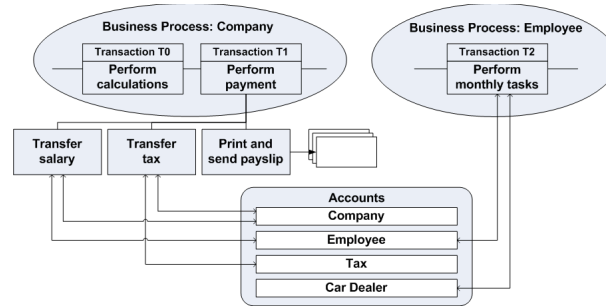 Business Process: Company
Transaction T0
Perform
calculations
Transaction T1
Perform
payment
Business Process: Employee
Transaction T2
Perform
monthly tasks
Transfer
salary
Transfer
tax
Print and
send payslip
Accounts
Company
Employee
Tax
Car Dealer